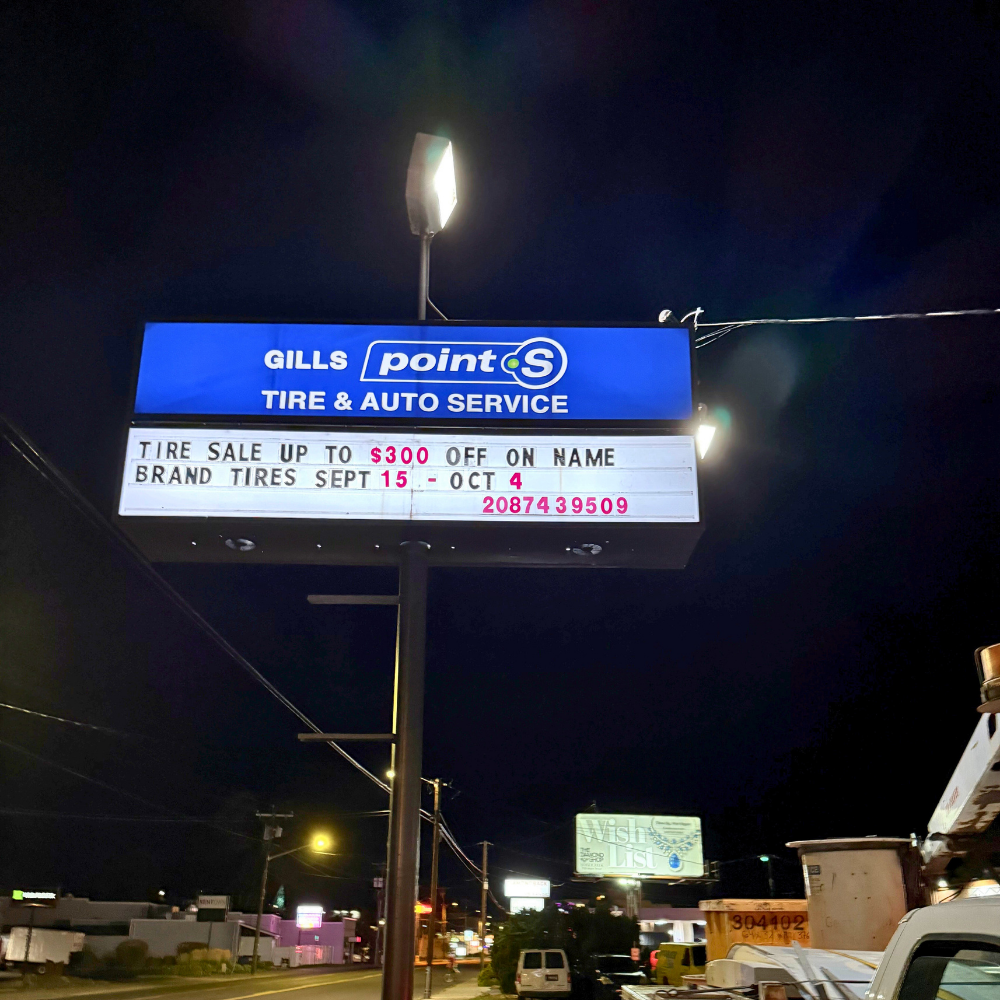 GILLS point S
TIRE & AUTO SERVICE
TIRE SALE UP TO $300 OFF ON NAME
BRAND TIRES SEPT 15 - OCT 4
2087439509
Wish
List
304402